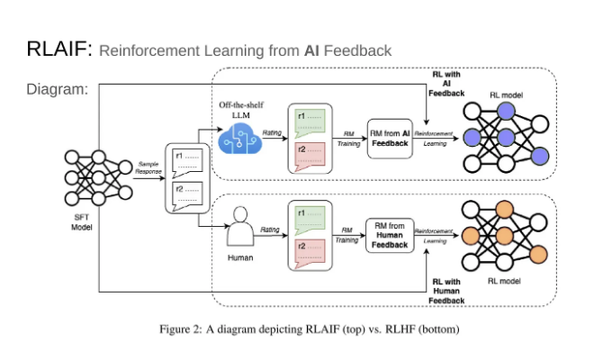 RLAIF: Reinforcement Learning from AI Feedback
Diagram:
RL with
AI
Feedback
RL model
Off-the-shelf
LLM
Rating
r1 ......
r2 ......
RM
Training
RM from AI
Feedback
Reinforcement
Learning
Sample
Response
r1
......
r2
......
SFT
Model
Human
Rating
r1 ......
r2 ......
RM
Training
RM from
Human
Feedback
Reinforcement
Learning
RL model
RL with
Human
Feedback
Figure 2: A diagram depicting RLAIF (top) vs. RLHF (bottom)